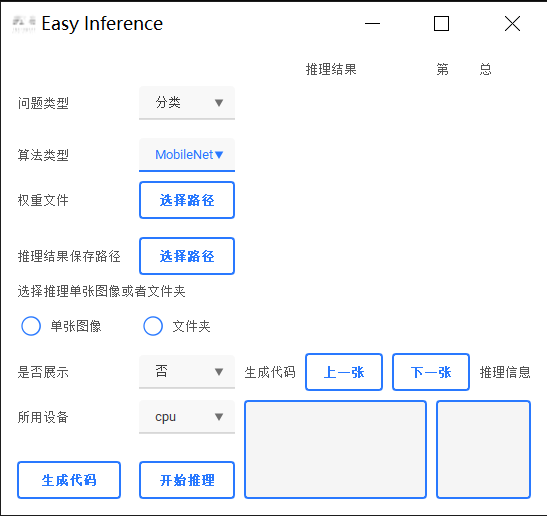 Easy Inference
推理结果 第 总
问题类型 分类
算法类型 MobileNet
权重文件 选择路径
推理结果保存路径 选择路径
选择推理单张图像或者文件夹
单张图像 文件夹
是否展示 否 生成代码 上一张 下一张 推理信息
所用设备 cpu
生成代码 开始推理